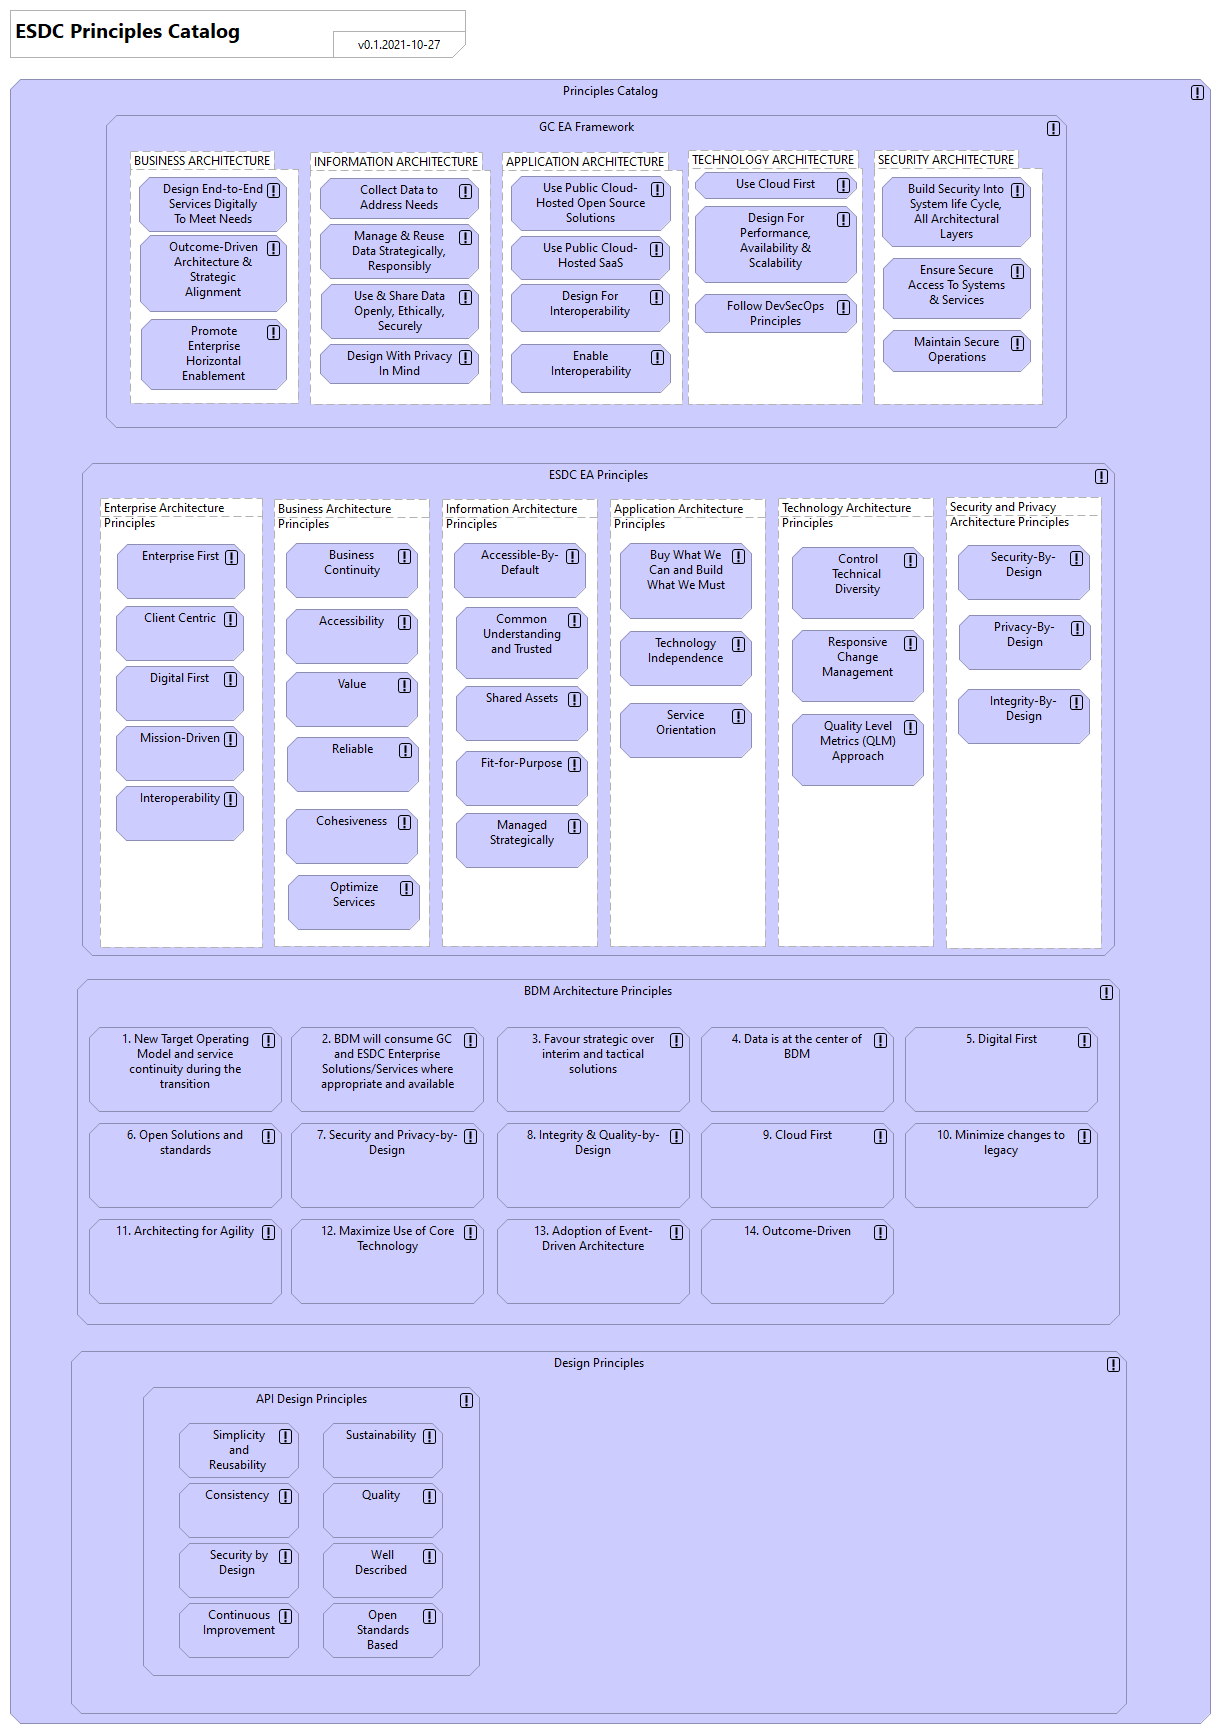 ESDC Principles Catalog
v0.1.2021-10-27
Principles Catalog
GC EA Framework
BUSINESS ARCHITECTURE
Design End-to-End
Services Digitally
To Meet Needs
Outcome-Driven
Architecture &
Strategic
Alignment
Promote
Enterprise
Horizontal
Enablement
INFORMATION ARCHITECTURE
Collect Data to
Address Needs
Manage & Reuse
Data Strategically,
Responsibly
Use & Share Data
Openly, Ethically,
Securely
Design With Privacy
In Mind
APPLICATION ARCHITECTURE
Use Public Cloud-
Hosted Open Source
Solutions
Use Public Cloud-
Hosted SaaS
Design For
Interoperability
Enable
Interoperability
TECHNOLOGY ARCHITECTURE
Use Cloud First
Design For
Performance,
Availability &
Scalability
Follow DevSecOps
Principles
SECURITY ARCHITECTURE
Build Security Into
System life Cycle,
All Architectural
Layers
Ensure Secure
Access To Systems
& Services
Maintain Secure
Operations
ESDC EA Principles
Enterprise Architecture
Principles
Enterprise First
Client Centric
Digital First
Mission-Driven
Interoperability
Business Architecture
Principles
Business
Continuity
Accessibility
Value
Reliable
Cohesiveness
Optimize
Services
Information Architecture
Principles
Accessible-By-
Default
Common
Understanding
and Trusted
Shared Assets
Fit-for-Purpose
Managed
Strategically
Application Architecture
Principles
Buy What We
Can and Build
What We Must
Technology
Independence
Service
Orientation
Technology Architecture
Principles
Control
Technical
Diversity
Responsive
Change
Management
Quality Level
Metrics (QLM)
Approach
Security and Privacy
Architecture Principles
Security-By-
Design
Privacy-By-
Design
Integrity-By-
Design
BDM Architecture Principles
1. New Target Operating
Model and service
continuity during the
transition
2. BDM will consume GC
and ESDC Enterprise
Solutions/Services where
appropriate and available
3. Favour strategic over
interim and tactical
solutions
4. Data is at the center of
BDM
5. Digital First
6. Open Solutions and
standards
7. Security and Privacy-by-
Design
8. Integrity & Quality-by-
Design
9. Cloud First
10. Minimize changes to
legacy
11. Architecting for Agility
12. Maximize Use of Core
Technology
13. Adoption of Event-
Driven Architecture
14. Outcome-Driven
Design Principles
API Design Principles
Simplicity
and
Reusability
Sustainability
Consistency
Quality
Security by
Design
Well
Described
Continuous
Improvement
Open
Standards
Based